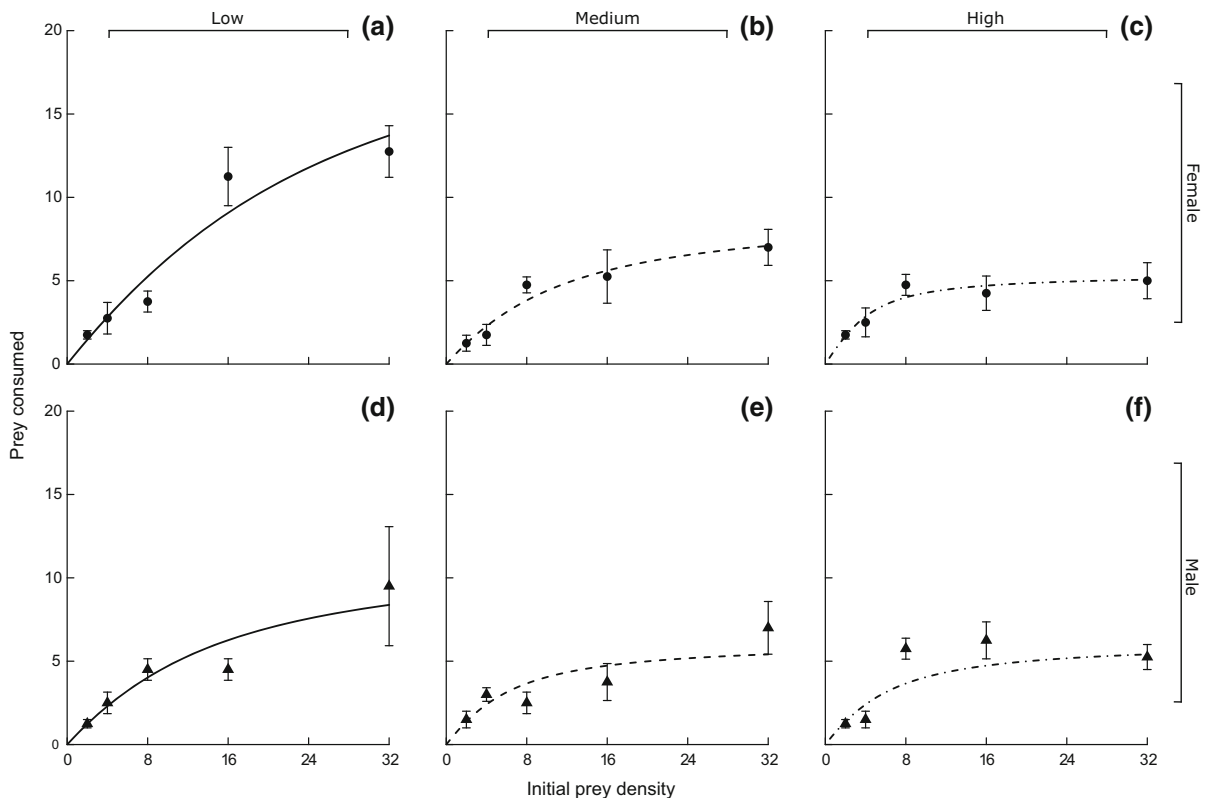 Low
(a)
Medium
(b)
High
(c)
20
15
10
5
0
Female
Prey consumed
(d)
(e)
(f)
20
15
10
5
0
Male
0 8 16 24 32
0 8 16 24 32
0 8 16 24 32
Initial prey density